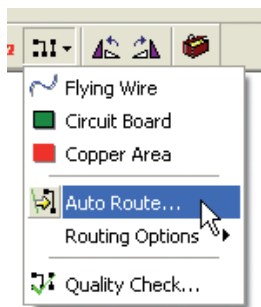 Flying Wire
Circuit Board
Copper Area
Auto Route...
Routing Options
Quality Check...